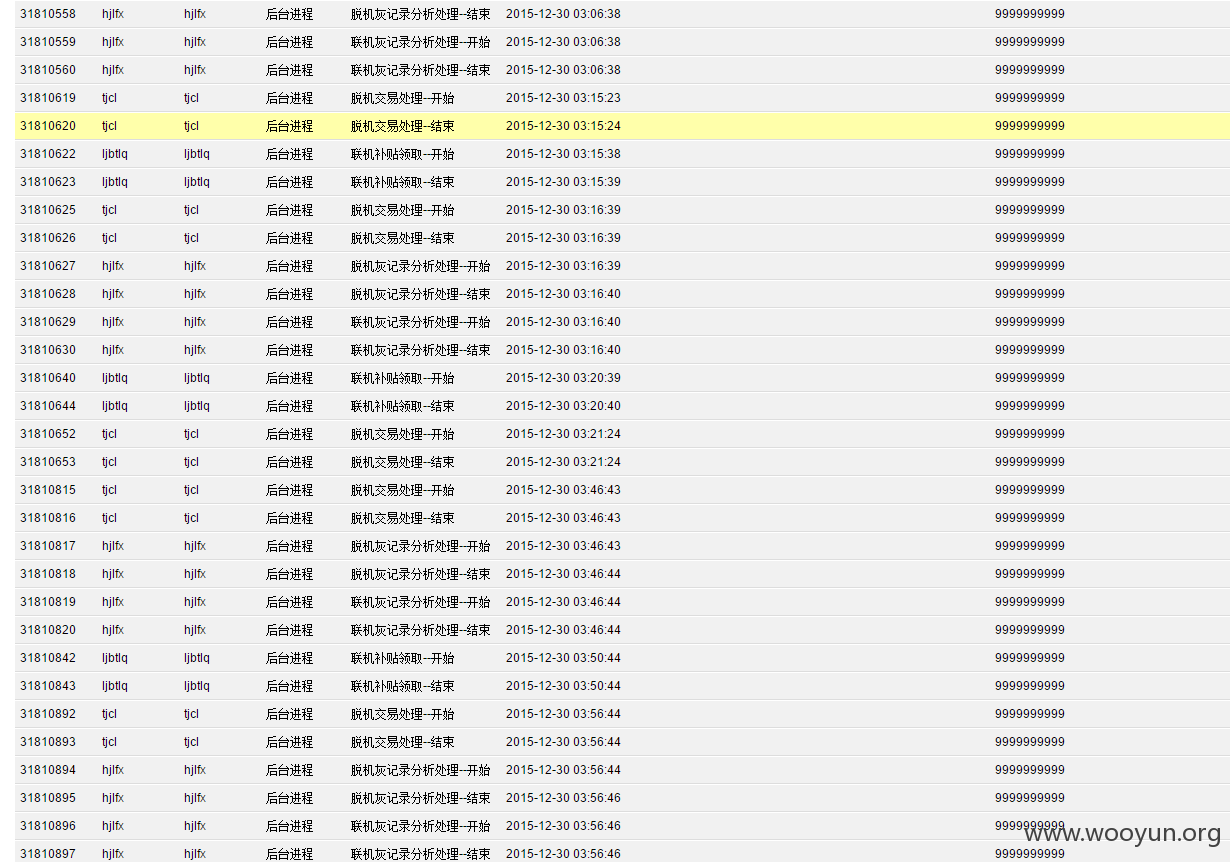 31810558 hjlfx hjlfx 后台进程 脱机灰记录分析处理--结束 2015-12-30 03:06:38 9999999999
31810559 hjlfx hjlfx 后台进程 联机灰记录分析处理--开始 2015-12-30 03:06:38 9999999999
31810560 hjlfx hjlfx 后台进程 联机灰记录分析处理--结束 2015-12-30 03:06:38 9999999999
31810619 tjcl tjcl 后台进程 脱机交易处理--开始 2015-12-30 03:15:23 9999999999
31810620 tjcl tjcl 后台进程 脱机交易处理--结束 2015-12-30 03:15:24 9999999999
31810622 ljbtlq ljbtlq 后台进程 联机补贴领取--开始 2015-12-30 03:15:38 9999999999
31810623 ljbtlq ljbtlq 后台进程 联机补贴领取--结束 2015-12-30 03:15:39 9999999999
31810625 tjcl tjcl 后台进程 脱机交易处理--开始 2015-12-30 03:16:39 9999999999
31810626 tjcl tjcl 后台进程 脱机交易处理--结束 2015-12-30 03:16:39 9999999999
31810627 hjlfx hjlfx 后台进程 脱机灰记录分析处理--开始 2015-12-30 03:16:39 9999999999
31810628 hjlfx hjlfx 后台进程 脱机灰记录分析处理--结束 2015-12-30 03:16:40 9999999999
31810629 hjlfx hjlfx 后台进程 联机灰记录分析处理--开始 2015-12-30 03:16:40 9999999999
31810630 hjlfx hjlfx 后台进程 联机灰记录分析处理--结束 2015-12-30 03:16:40 9999999999
31810640 ljbtlq ljbtlq 后台进程 联机补贴领取--开始 2015-12-30 03:20:39 9999999999
31810644 ljbtlq ljbtlq 后台进程 联机补贴领取--结束 2015-12-30 03:20:40 9999999999
31810652 tjcl tjcl 后台进程 脱机交易处理--开始 2015-12-30 03:21:24 9999999999
31810653 tjcl tjcl 后台进程 脱机交易处理--结束 2015-12-30 03:21:24 9999999999
31810815 tjcl tjcl 后台进程 脱机交易处理--开始 2015-12-30 03:46:43 9999999999
31810816 tjcl tjcl 后台进程 脱机交易处理--结束 2015-12-30 03:46:43 9999999999
31810817 hjlfx hjlfx 后台进程 脱机灰记录分析处理--开始 2015-12-30 03:46:43 9999999999
31810818 hjlfx hjlfx 后台进程 脱机灰记录分析处理--结束 2015-12-30 03:46:44 9999999999
31810819 hjlfx hjlfx 后台进程 联机灰记录分析处理--开始 2015-12-30 03:46:44 9999999999
31810820 hjlfx hjlfx 后台进程 联机灰记录分析处理--结束 2015-12-30 03:46:44 9999999999
31810842 ljbtlq ljbtlq 后台进程 联机补贴领取--开始 2015-12-30 03:50:44 9999999999
31810843 ljbtlq ljbtlq 后台进程 联机补贴领取--结束 2015-12-30 03:50:44 9999999999
31810892 tjcl tjcl 后台进程 脱机交易处理--开始 2015-12-30 03:56:44 9999999999
31810893 tjcl tjcl 后台进程 脱机交易处理--结束 2015-12-30 03:56:44 9999999999
31810894 hjlfx hjlfx 后台进程 脱机灰记录分析处理--开始 2015-12-30 03:56:44 9999999999
31810895 hjlfx hjlfx 后台进程 脱机灰记录分析处理--结束 2015-12-30 03:56:46 9999999999
31810896 hjlfx hjlfx 后台进程 联机灰记录分析处理--开始 2015-12-30 03:56:46 9999999999
www.wooyun.org
31810897 hjlfx hjlfx 后台进程 联机灰记录分析处理--结束 2015-12-30 03:56:46 9999999999